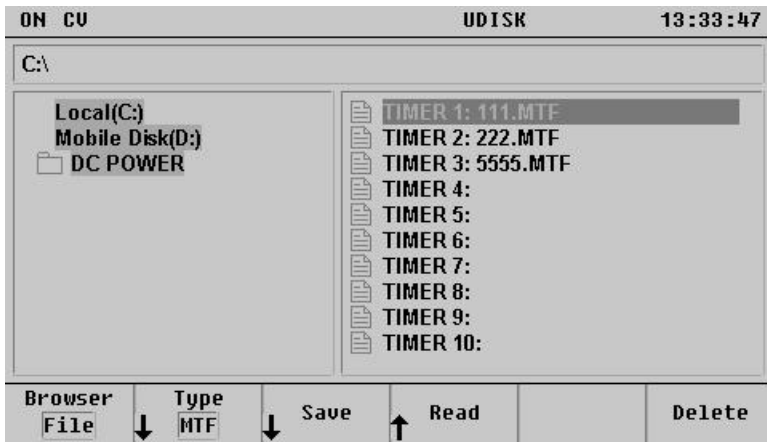 ON CV UDISK 13:33:47
C:\
Local(C:)
Mobile Disk(D:)
DC POWER
TIMER 1: 111.MTF
TIMER 2: 222.MTF
TIMER 3: 5555.MTF
TIMER 4:
TIMER 5:
TIMER 6:
TIMER 7:
TIMER 8:
TIMER 9:
TIMER 10:
Browser Type Save Read Delete
File MTF